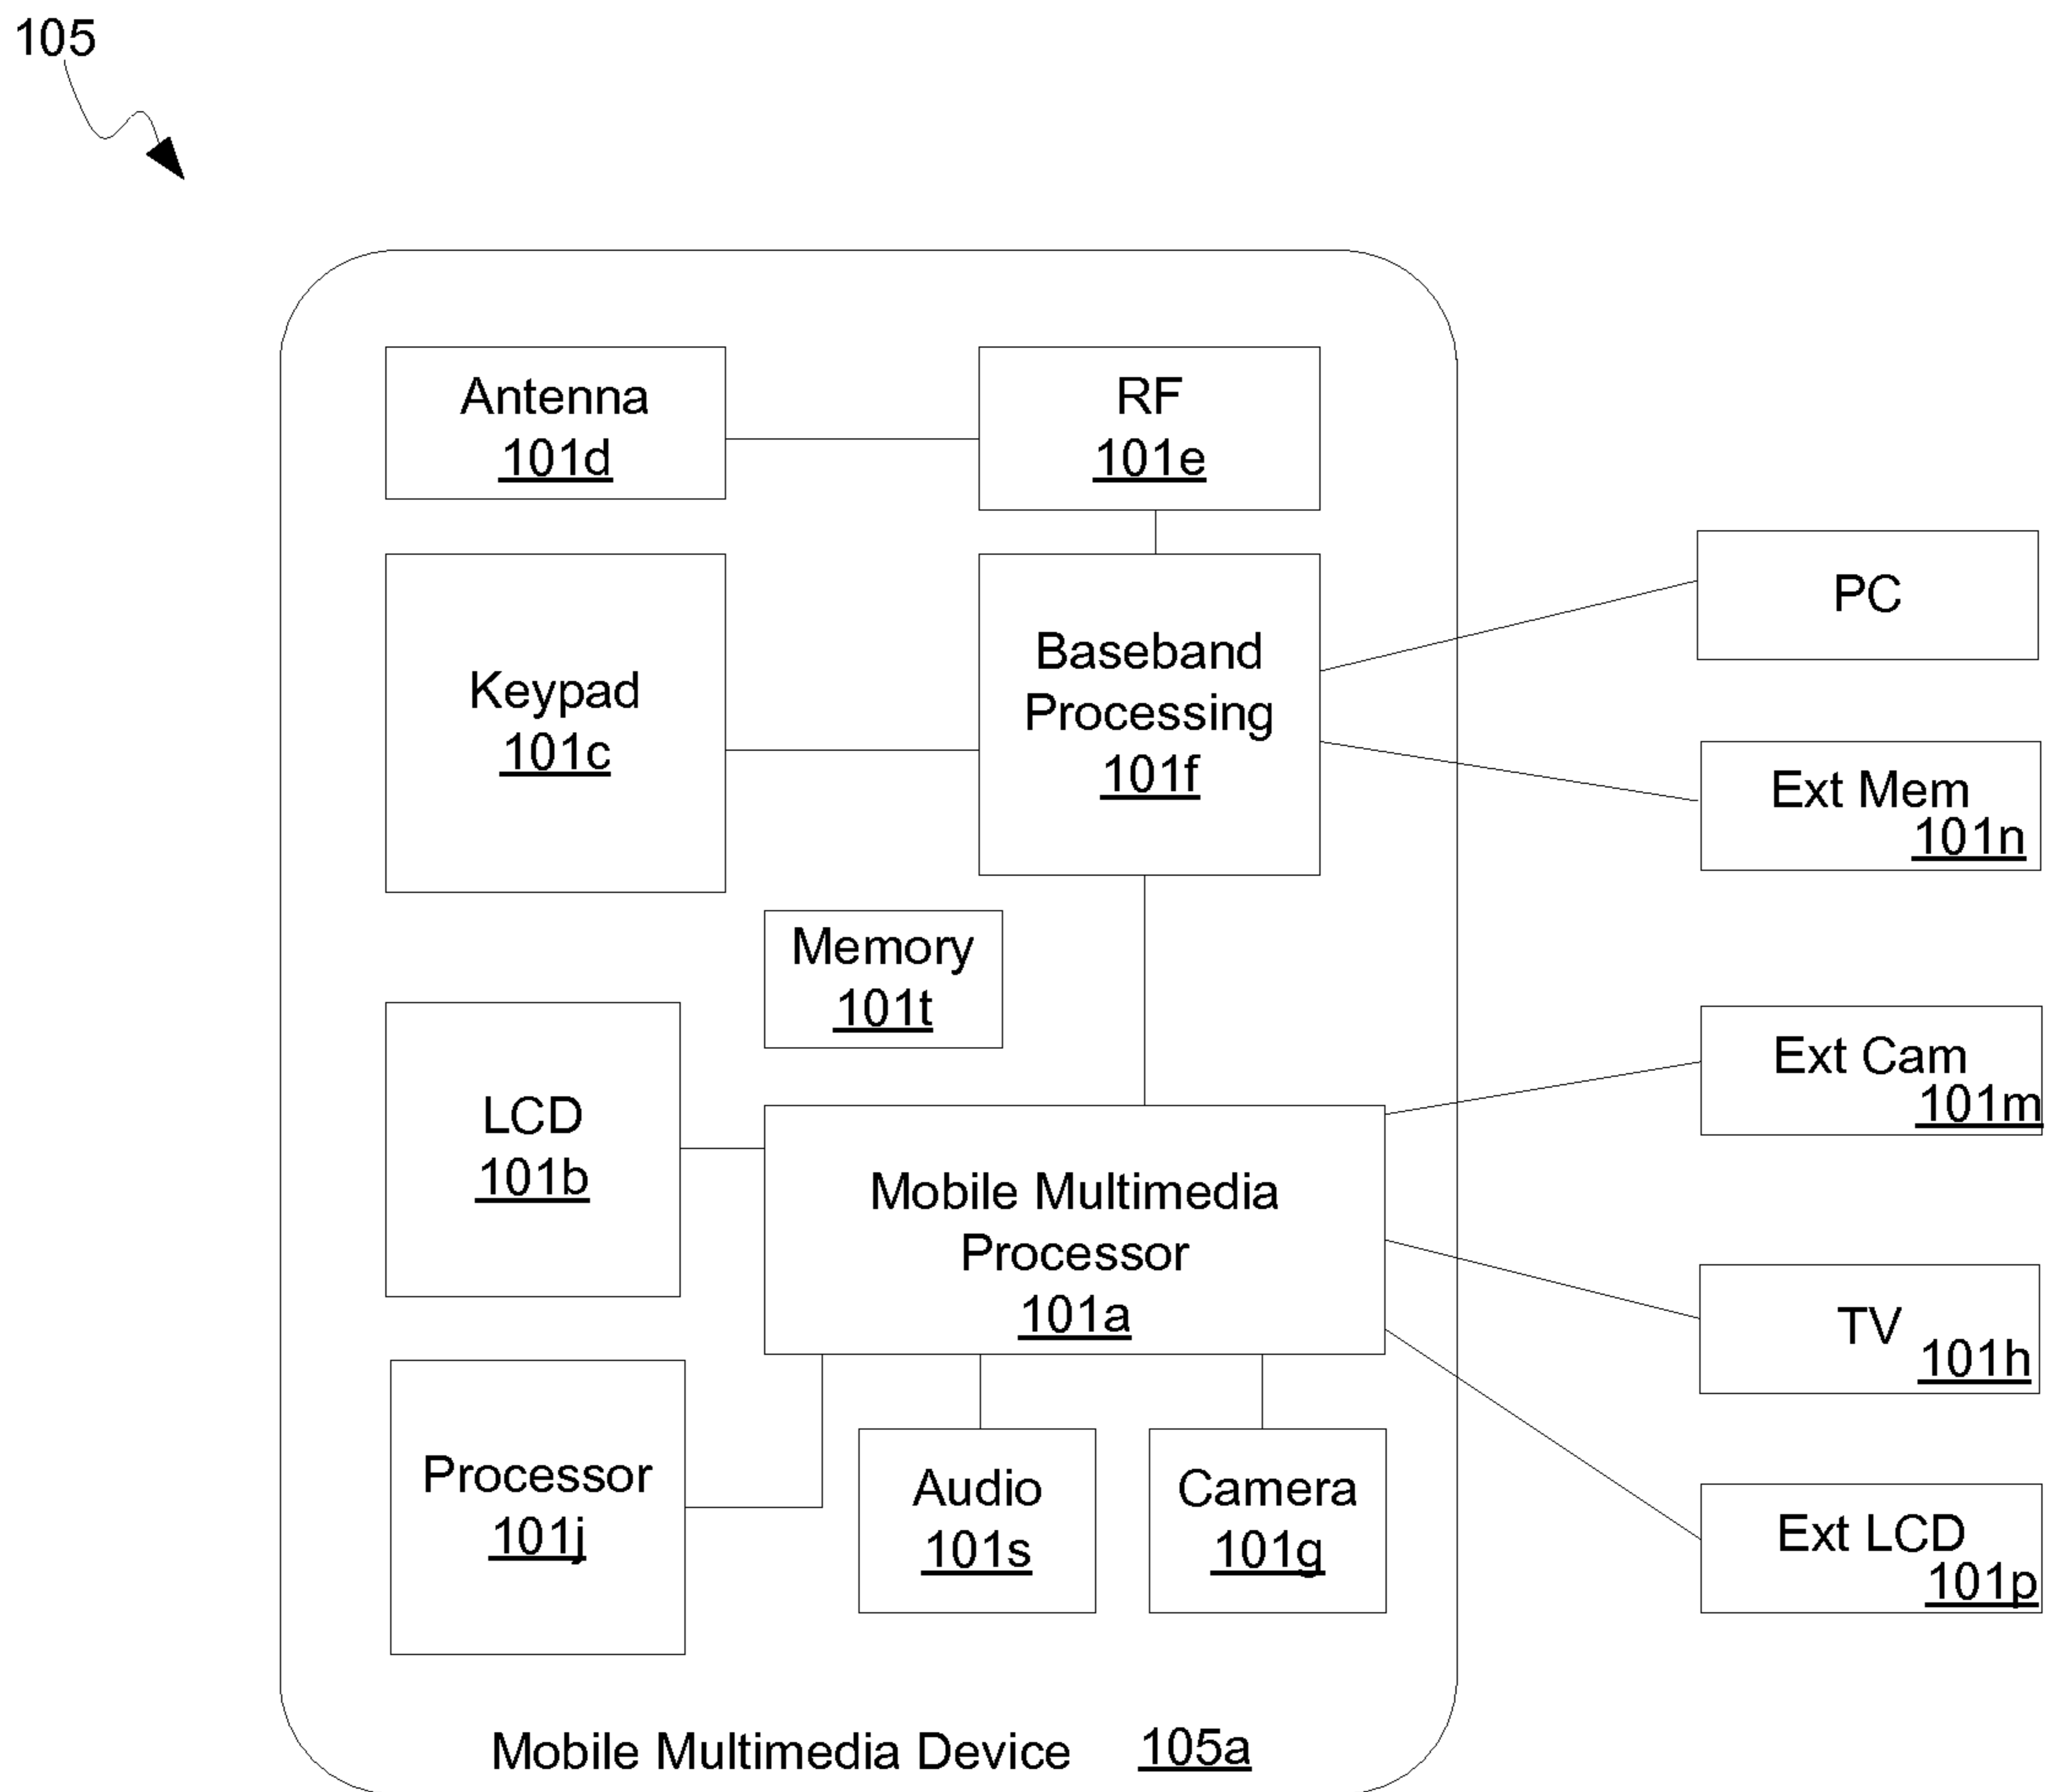 105
Antenna
101d
RF
101e
Keypad
101c
Baseband
Processing
101f
PC
Ext Mem
101n
Memory
101t
LCD
101b
Mobile Multimedia
Processor
101a
Ext Cam
101m
TV
101h
Processor
101j
Audio
101s
Camera
101g
Ext LCD
101p
Mobile Multimedia Device 105a